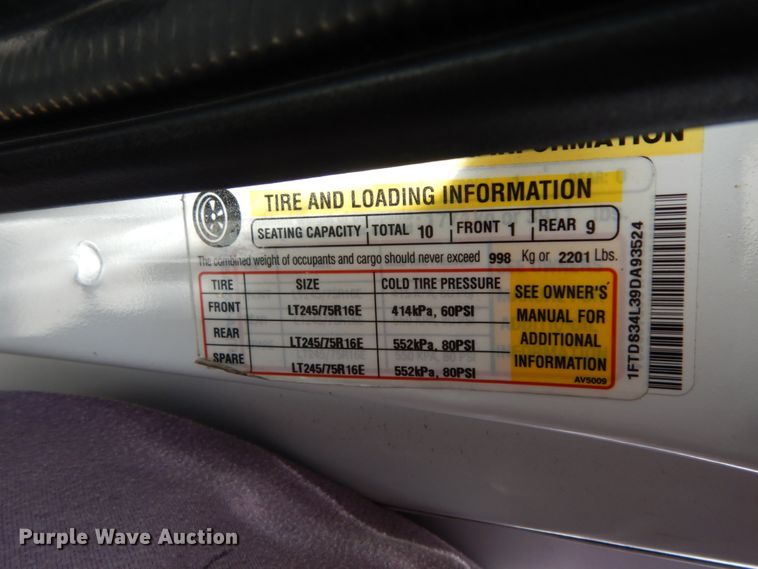 INFORMATION
TIRE AND LOADING INFORMATION
SEATING CAPACITY TOTAL 10 FRONT 1 REAR 9
The combined weight of occupants and cargo should never exceed 998 Kg or 2201 Lbs.
TIRE SIZE COLD TIRE PRESSURE
FRONT LT245/75R16E 414kPa, 60PSI
REAR LT245/75R16E 552kPa, 80PSI
SPARE LT245/75R16E 552kPa, 80PSI
SEE OWNER'S
MANUAL FOR
ADDITIONAL
INFORMATION
AV5009
1FTDS34L39DA93524
Purple Wave Auction